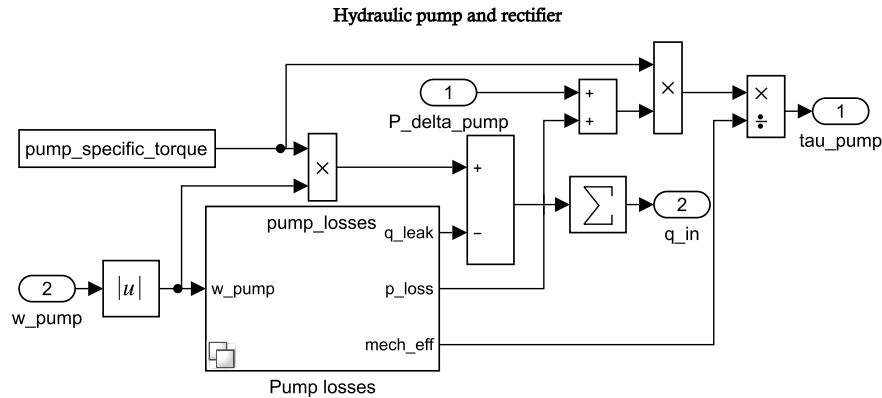 Hydraulic pump and rectifier
1
P_delta_pump
+
+
×
×
÷
1
tau_pump
pump_specific_torque
×
+
−
∑
2
q_in
2
w_pump
|u|
pump_losses
q_leak
w_pump
p_loss
mech_eff
Pump losses